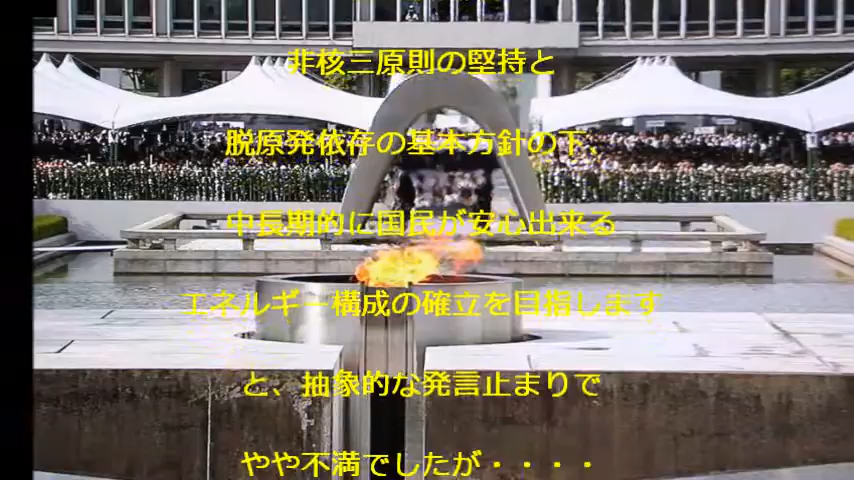 非核三原則の堅持と
脱原発依存の基本方針の下、
中長期的に国民が安心出来る
エネルギー構成の確立を目指します
と、抽象的な発言止まりで
やや不満でしたが・・・・